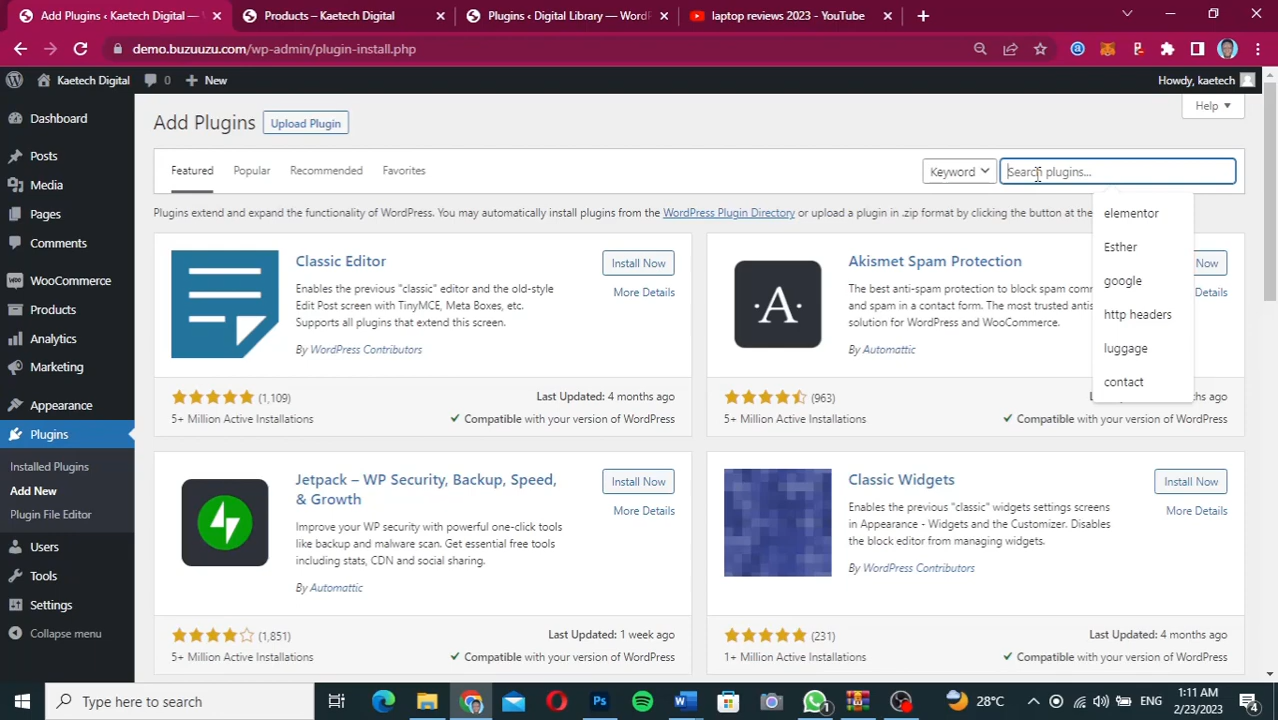 Add Plugins ‹ Kaetech Digital —
Products – Kaetech Digital
Plugins ‹ Digital Library — WordP
laptop reviews 2023 - YouTube
demo.buzuuzu.com/wp-admin/plugin-install.php
Kaetech Digital
0
New
Howdy, kaetech
Dashboard
Posts
Media
Pages
Comments
WooCommerce
Products
Analytics
Marketing
Appearance
Plugins
Installed Plugins
Add New
Plugin File Editor
Users
Tools
Settings
Collapse menu
Add Plugins
Upload Plugin
Help
Featured
Popular
Recommended
Favorites
Keyword
Search plugins...
elementor
Esther
google
http headers
luggage
contact
Plugins extend and expand the functionality of WordPress. You may automatically install plugins from the WordPress Plugin Directory or upload a plugin in .zip format by clicking the button at the
Classic Editor
Install Now
More Details
Enables the previous "classic" editor and the old-style
Edit Post screen with TinyMCE, Meta Boxes, etc.
Supports all plugins that extend this screen.
By WordPress Contributors
(1,109)
Last Updated: 4 months ago
5+ Million Active Installations
Compatible with your version of WordPress
A
Akismet Spam Protection
Now
Details
The best anti-spam protection to block spam
and spam in a contact form. The most trusted
solution for WordPress and WooCommerce.
By Automattic
(963)
4 months ago
5+ Million Active Installations
Compatible with your version of WordPress
Jetpack – WP Security, Backup, Speed,
& Growth
Install Now
More Details
Improve your WP security with powerful one-click tools
like backup and malware scan. Get essential free tools
including stats, CDN and social sharing.
By Automattic
(1,851)
Last Updated: 1 week ago
5+ Million Active Installations
Compatible with your version of WordPress
Classic Widgets
Install Now
More Details
Enables the previous "classic" widgets settings screens
in Appearance - Widgets and the Customizer. Disables
the block editor from managing widgets.
By WordPress Contributors
(231)
Last Updated: 4 months ago
1+ Million Active Installations
Compatible with your version of WordPress
Type here to search
1
28°C
ENG
1:11 AM
2/23/2023
4